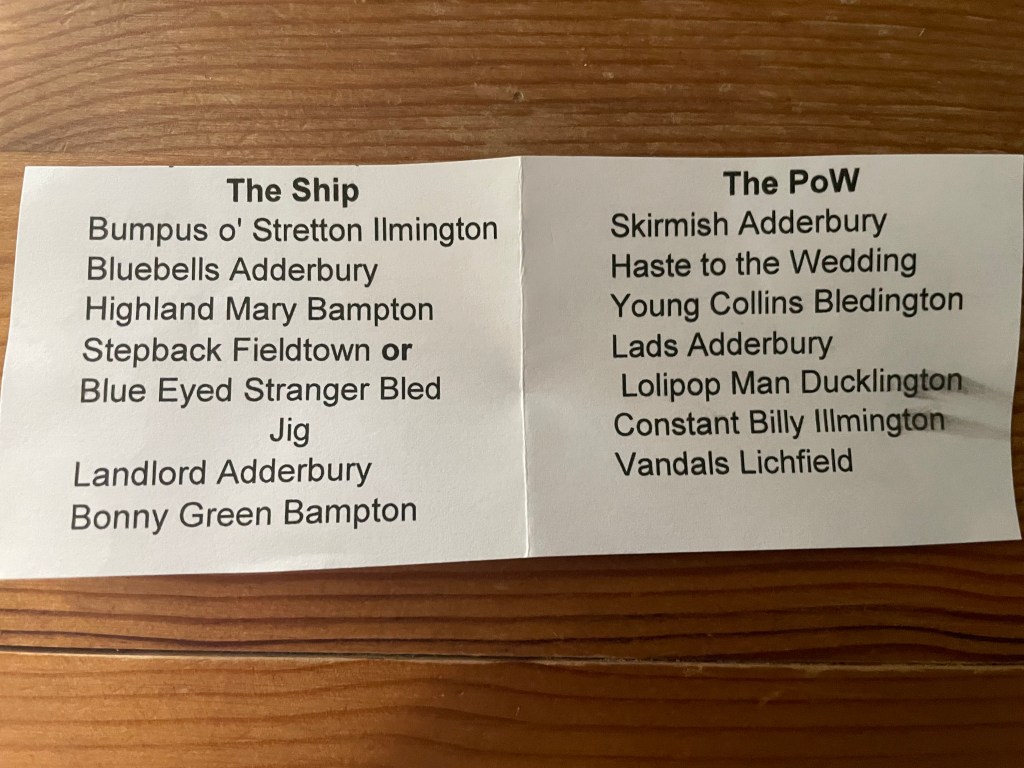 The Ship
Bumpus o' Stretton Ilmington
Bluebells Adderbury
Highland Mary Bampton
Stepback Fieldtown or
Blue Eyed Stranger Bled
Jig
Landlord Adderbury
Bonny Green Bampton
The PoW
Skirmish Adderbury
Haste to the Wedding
Young Collins Bledington
Lads Adderbury
Lolipop Man Ducklington
Constant Billy Illmington
Vandals Lichfield